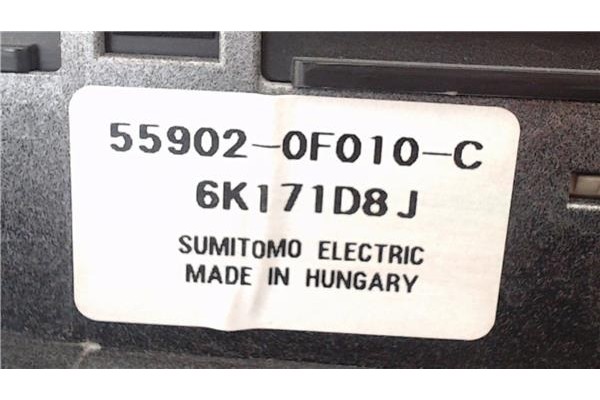 55902-0F010-C
6K171D8J
SUMITOMO ELECTRIC
MADE IN HUNGARY